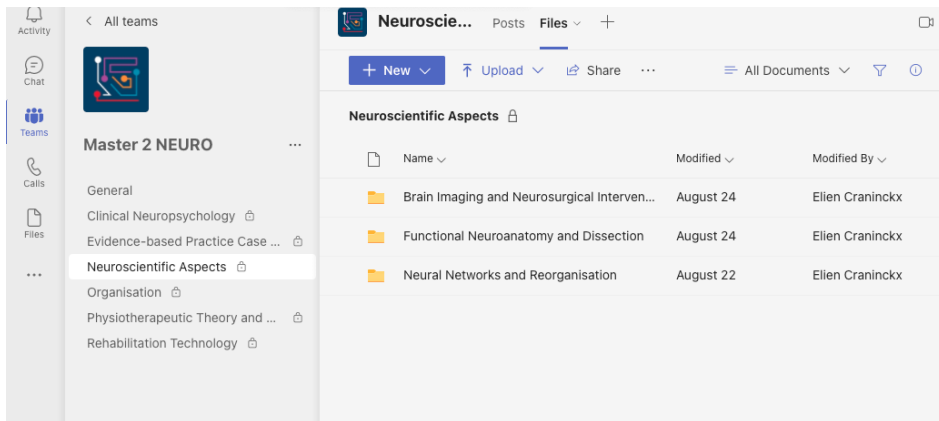 Activity
Chat
Teams
Calls
Files
All teams
Master 2 NEURO
General
Clinical Neuropsychology
Evidence-based Practice Case ...
Neuroscientific Aspects
Organisation
Physiotherapeutic Theory and ...
Rehabilitation Technology
Neuroscie... Posts Files
New Upload Share ... All Documents
Neuroscientific Aspects
Name Modified Modified By
Brain Imaging and Neurosurgical Interven... August 24 Elien Craninckx
Functional Neuroanatomy and Dissection August 24 Elien Craninckx
Neural Networks and Reorganisation August 22 Elien Craninckx